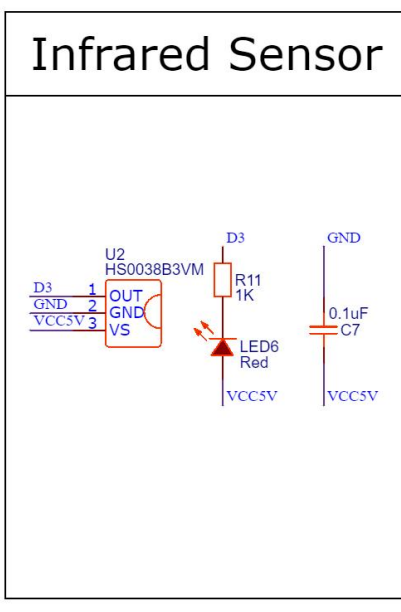 Infrared Sensor
U2
HS0038B3VM
D3 1 OUT
GND 2 GND
VCC5V 3 VS
D3
R11
1K
LED6
Red
VCC5V
GND
0.1uF
C7
VCC5V